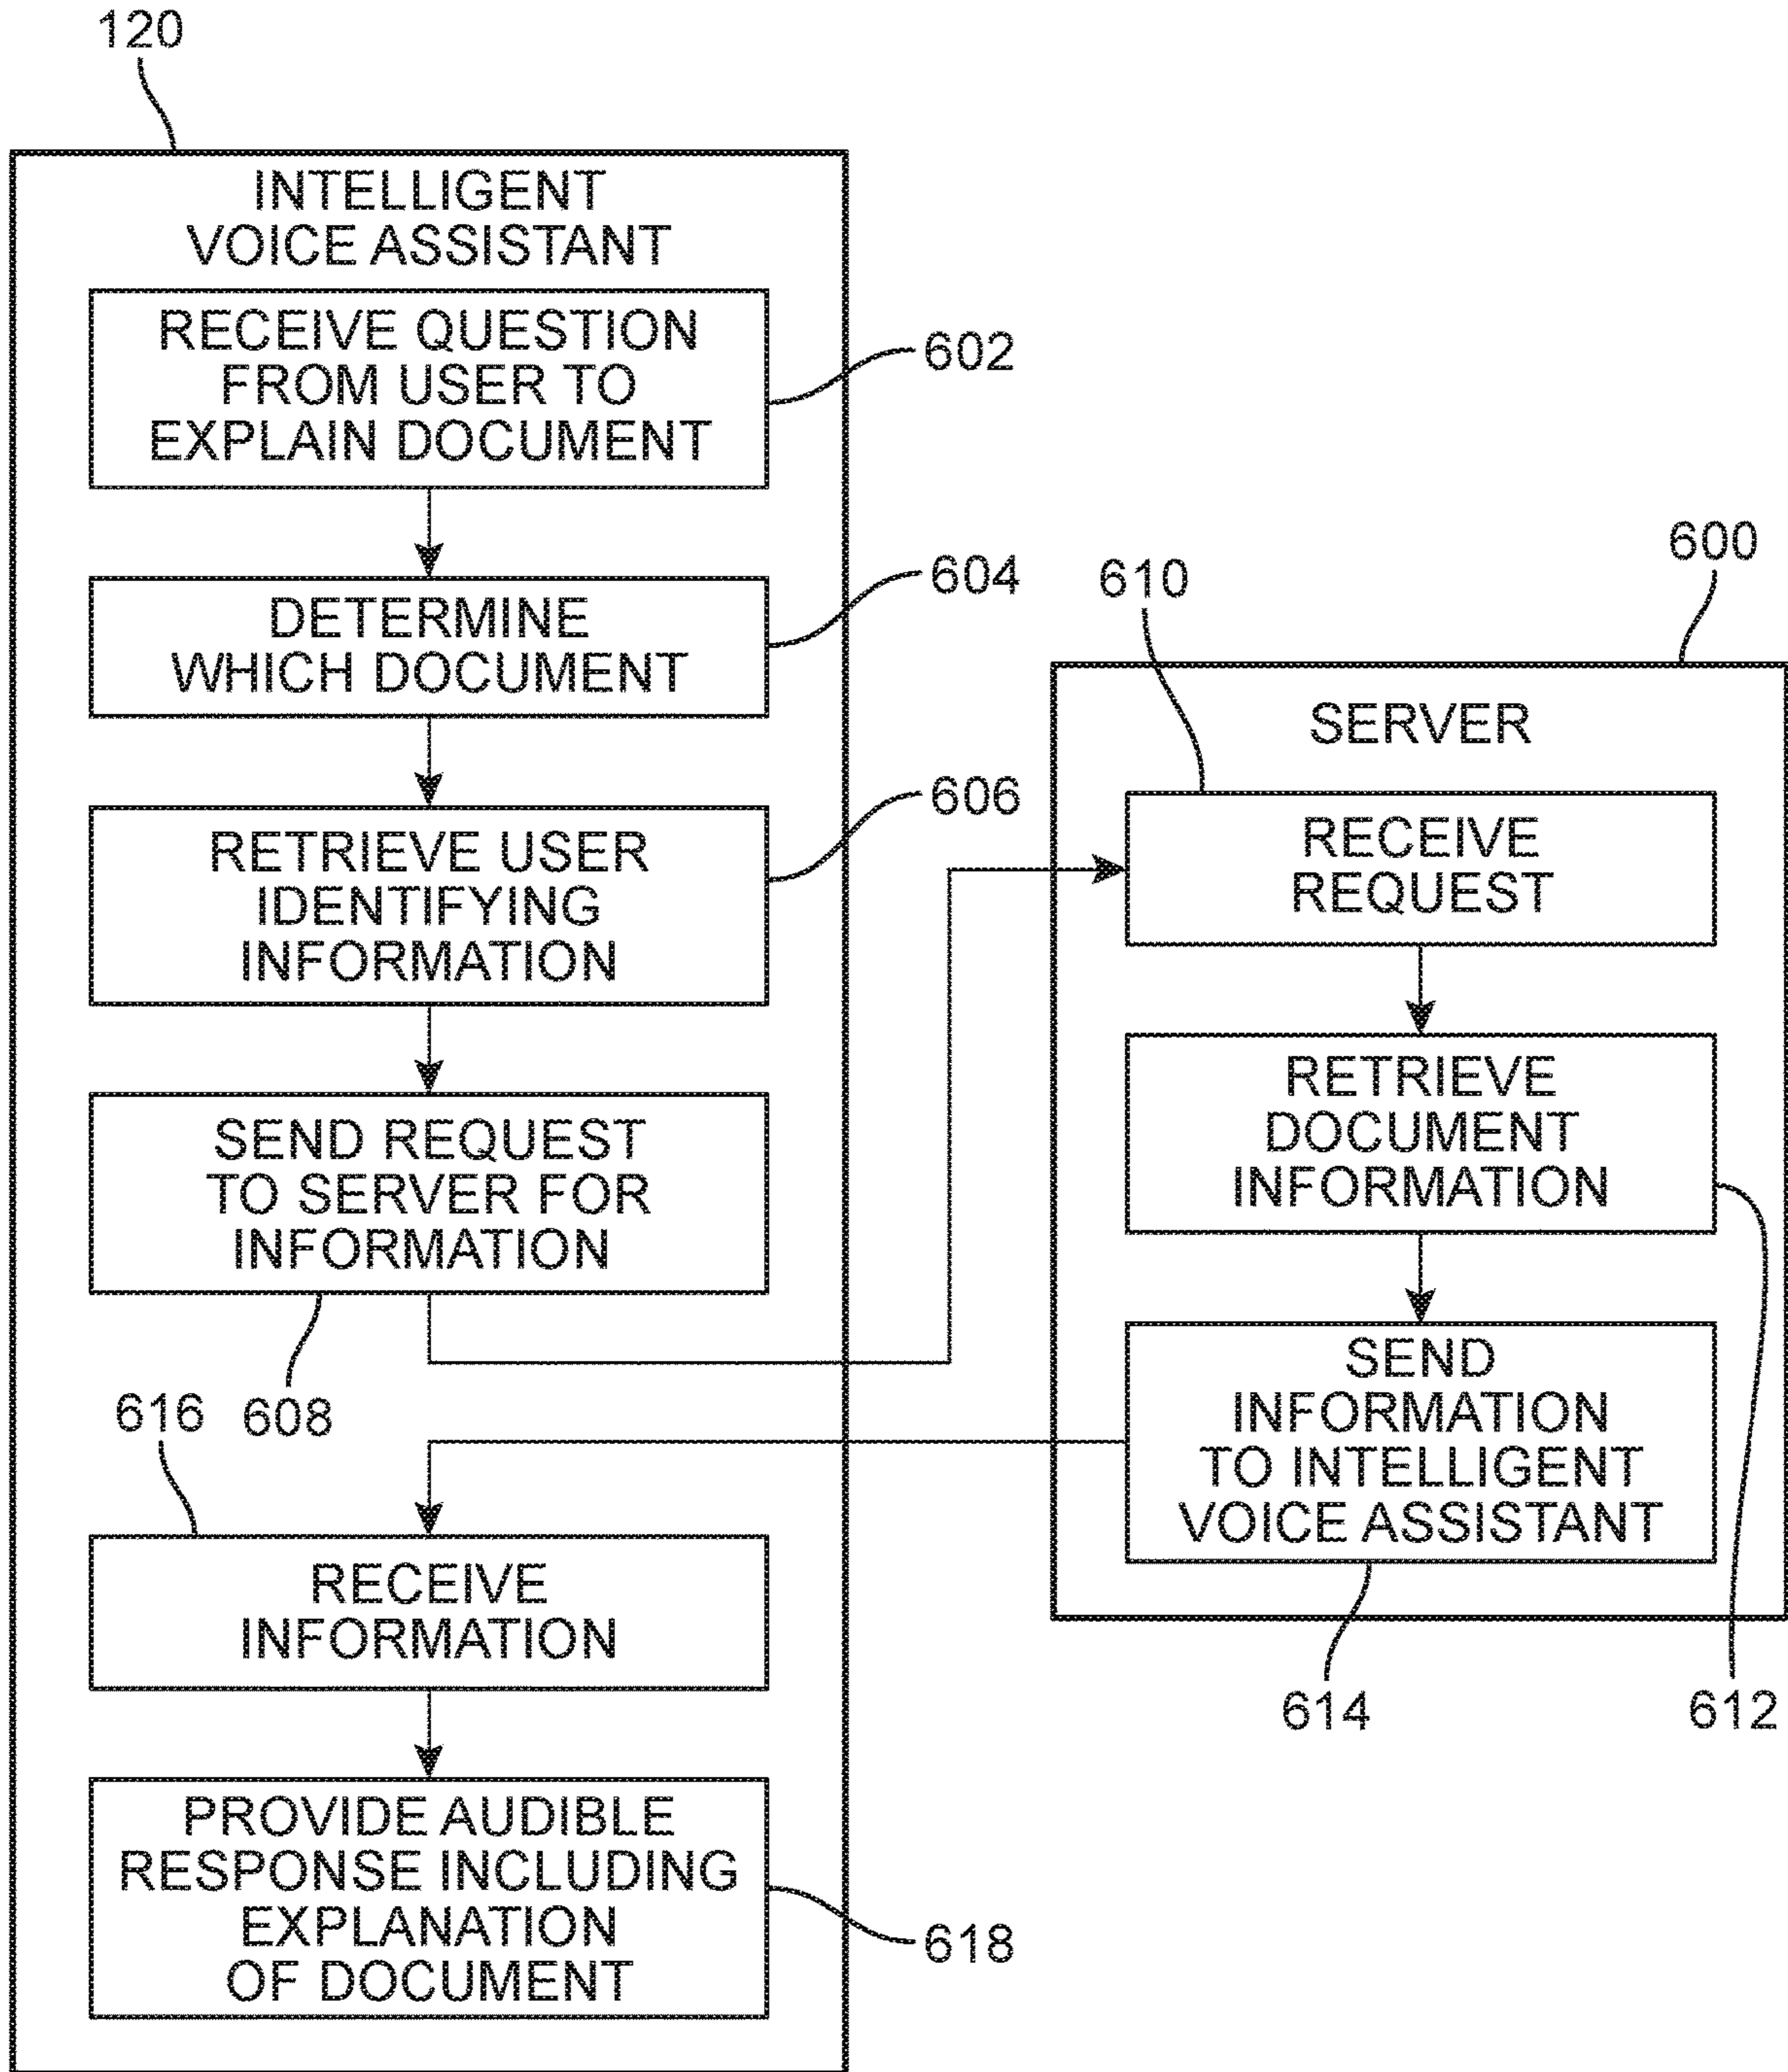 120
INTELLIGENT
VOICE ASSISTANT
RECEIVE QUESTION
FROM USER TO
EXPLAIN DOCUMENT
602
DETERMINE
WHICH DOCUMENT
604
RETRIEVE USER
IDENTIFYING
INFORMATION
606
SEND REQUEST
TO SERVER FOR
INFORMATION
608
600
SERVER
610
RECEIVE
REQUEST
RETRIEVE
DOCUMENT
INFORMATION
612
SEND
INFORMATION
TO INTELLIGENT
VOICE ASSISTANT
614
616
RECEIVE
INFORMATION
PROVIDE AUDIBLE
RESPONSE INCLUDING
EXPLANATION
OF DOCUMENT
618